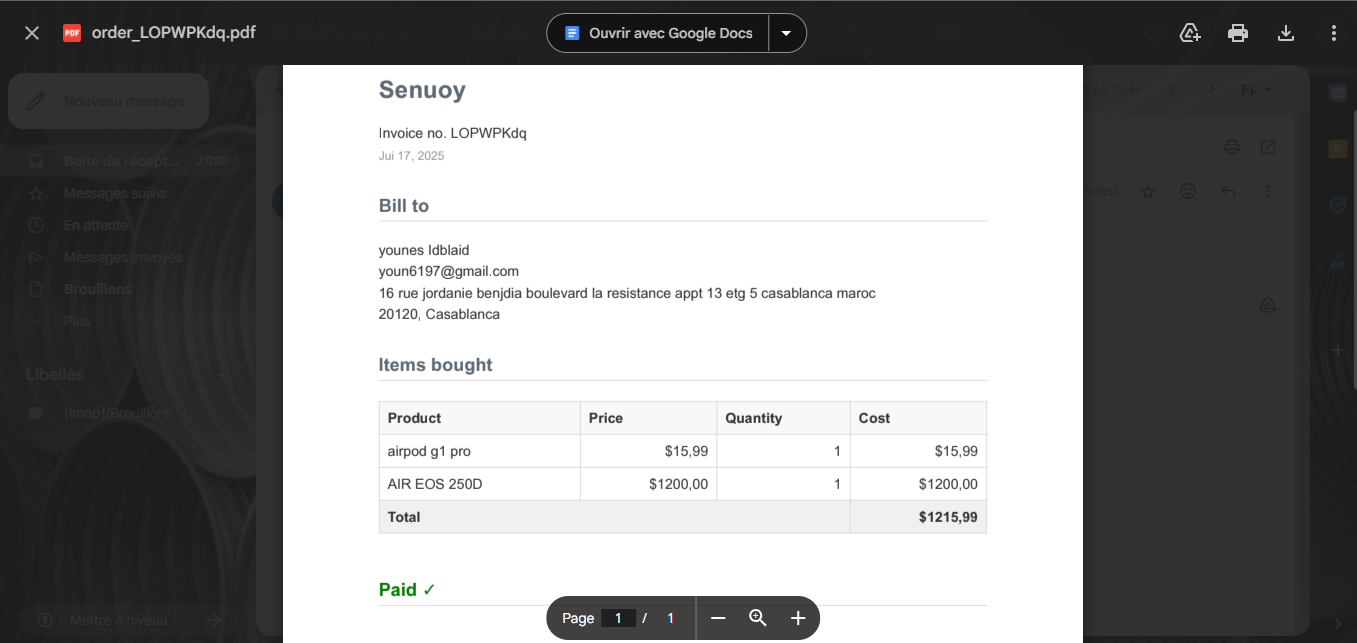 order_LOPWPKdq.pdf
Ouvrir avec Google Docs
Nouveau message
Boîte de récept... 2 080
Messages suivis
En attente
Messages envoyés
Brouillons 3
Plus
Libellés
[Imap]/Brouillons
Mettre à niveau
Senuoy
Invoice no. LOPWPKdq
Jui 17, 2025
Bill to
younes Idblaid
youn6197@gmail.com
16 rue jordanie benjdia boulevard la resistance appt 13 etg 5 casablanca maroc
20120, Casablanca
Items bought
Product Price Quantity Cost
airpod g1 pro $15,99 1 $15,99
AIR EOS 250D $1200,00 1 $1200,00
Total $1215,99
Paid ✓
Page 1 / 1